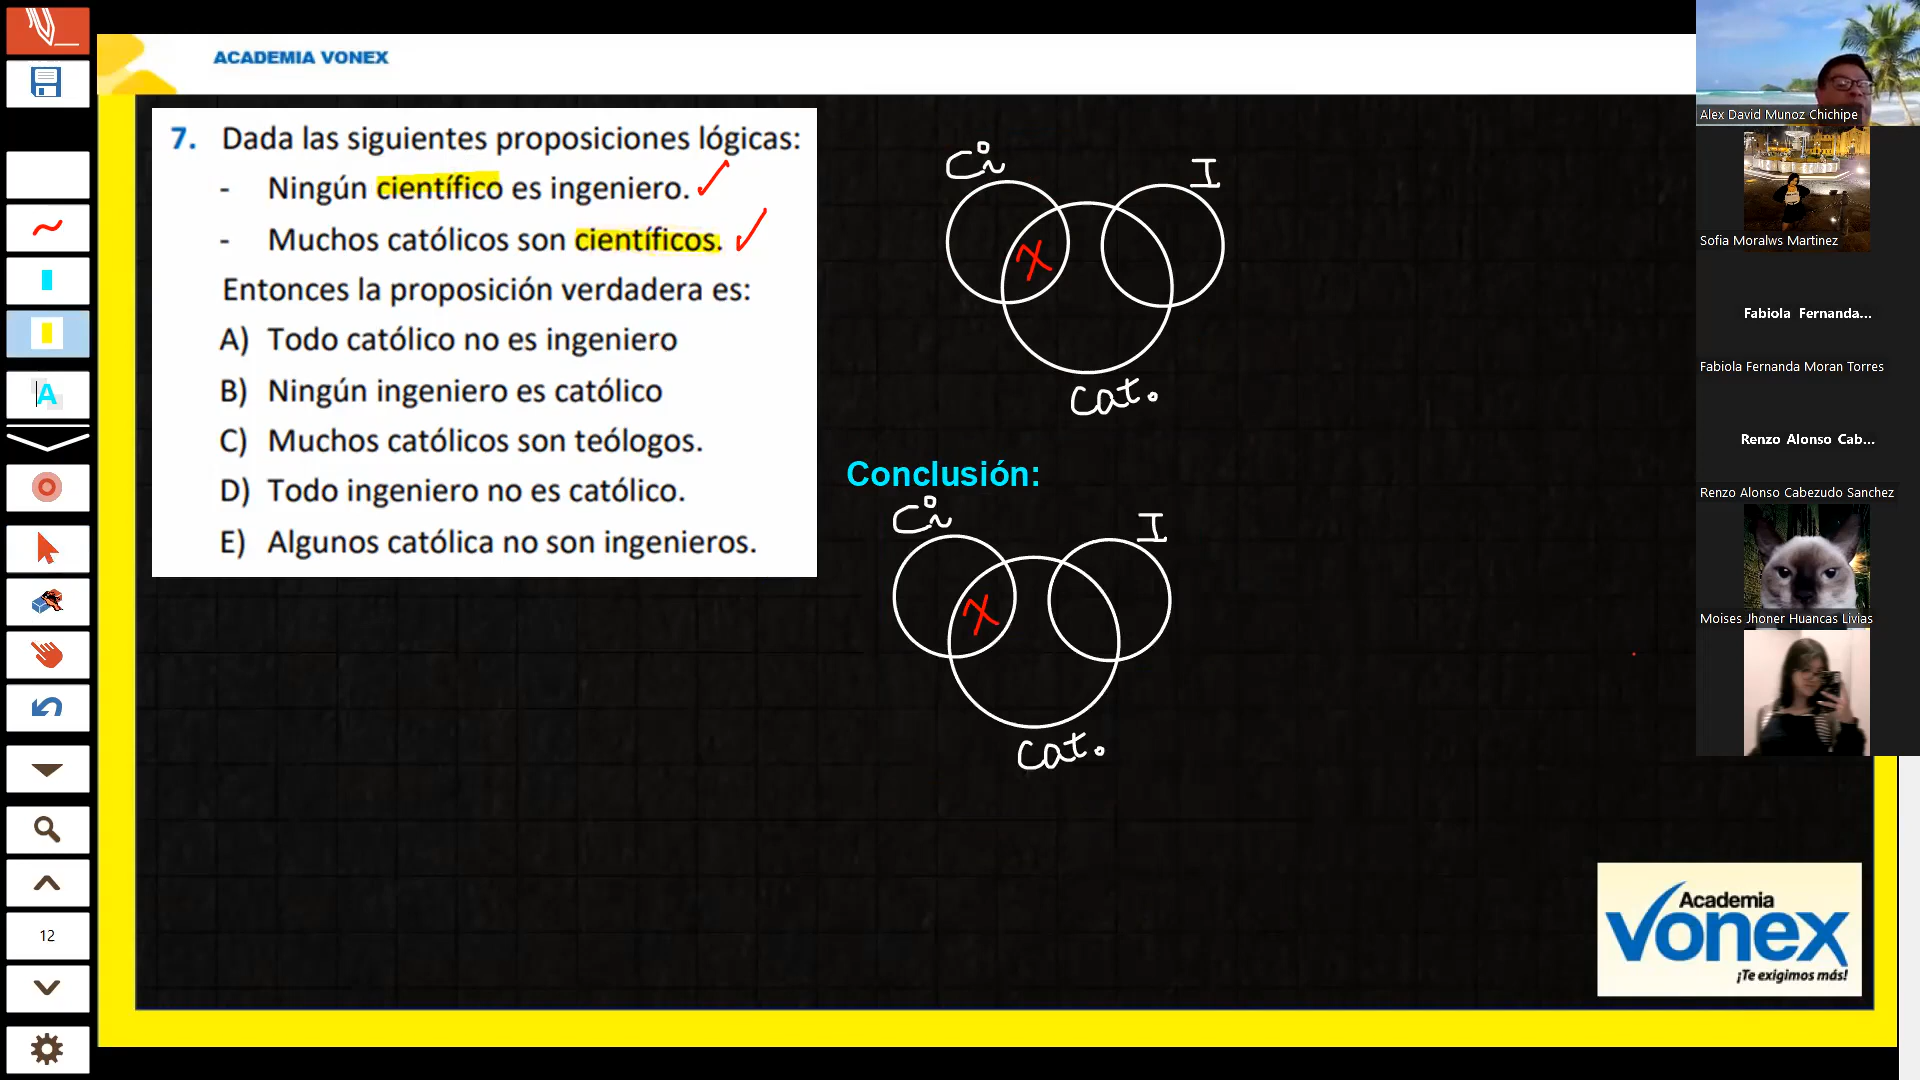 ACADEMIA VONEX
7. Dada las siguientes proposiciones lógicas:
- Ningún científico es ingeniero.
- Muchos católicos son científicos.
Entonces la proposición verdadera es:
A) Todo católico no es ingeniero
B) Ningún ingeniero es católico
C) Muchos católicos son teólogos.
D) Todo ingeniero no es católico.
E) Algunos católica no son ingenieros.
I
X
Cat.
Conclusión:
I
X
Cat.
A
12
Academia
Vonex
¡Te exigimos más!
Alex David Munoz Chichipe
Sofia Moralws Martinez
Fabiola Fernanda...
Fabiola Fernanda Moran Torres
Renzo Alonso Cab...
Renzo Alonso Cabezudo Sanchez
Moises Jhoner Huancas Livias